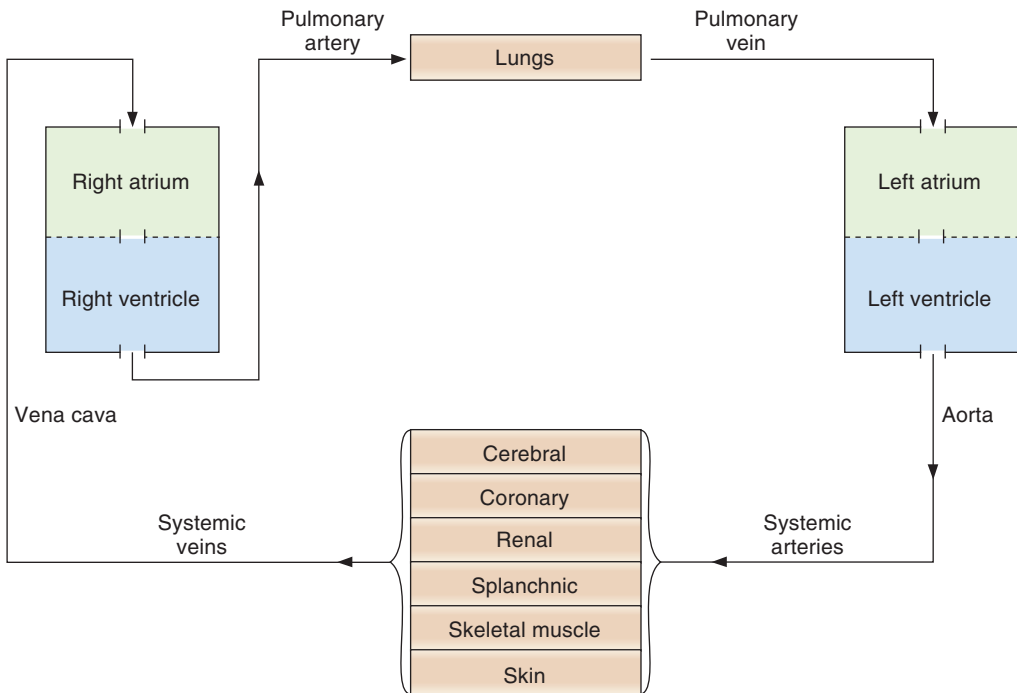 Pulmonary
artery
Lungs
Pulmonary
vein
Right atrium
Left atrium
Right ventricle
Left ventricle
Vena cava
Aorta
Cerebral
Coronary
Systemic
veins
Renal
Systemic
arteries
Splanchnic
Skeletal muscle
Skin